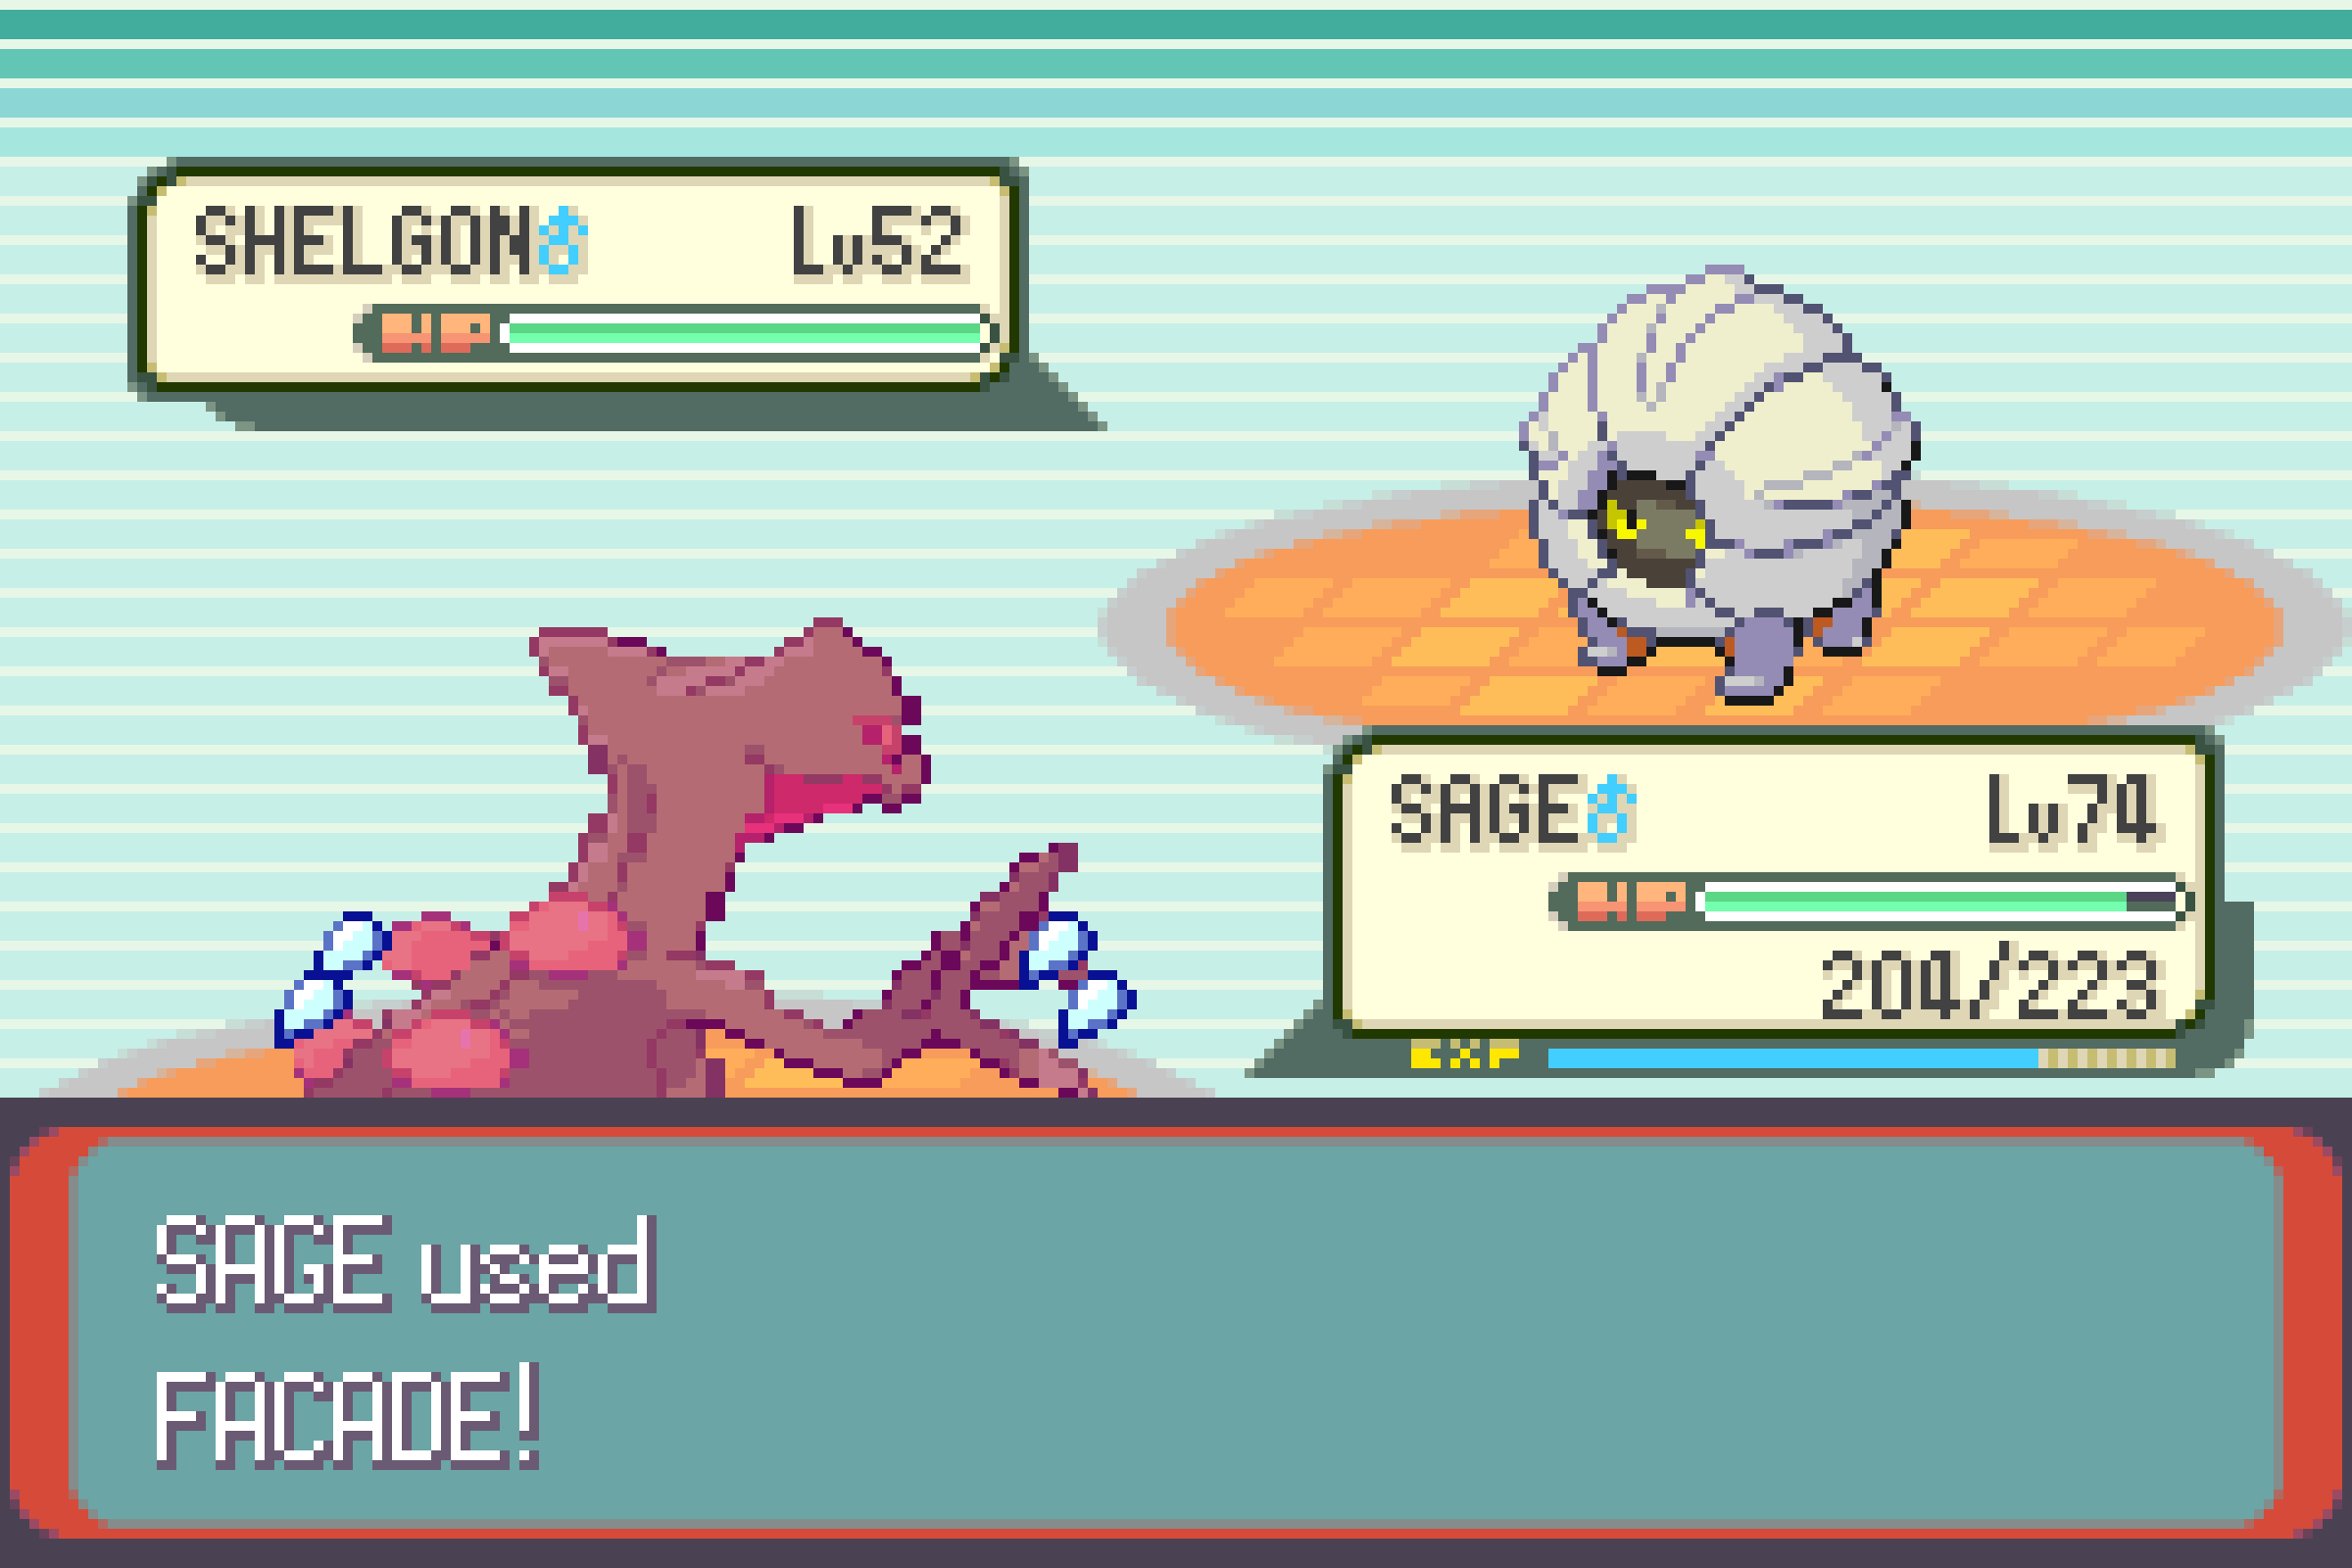 SHELGON♂ Lv52
HP
SAGE♂ Lv74
HP
204/223
EXP
SAGE used
FACADE!